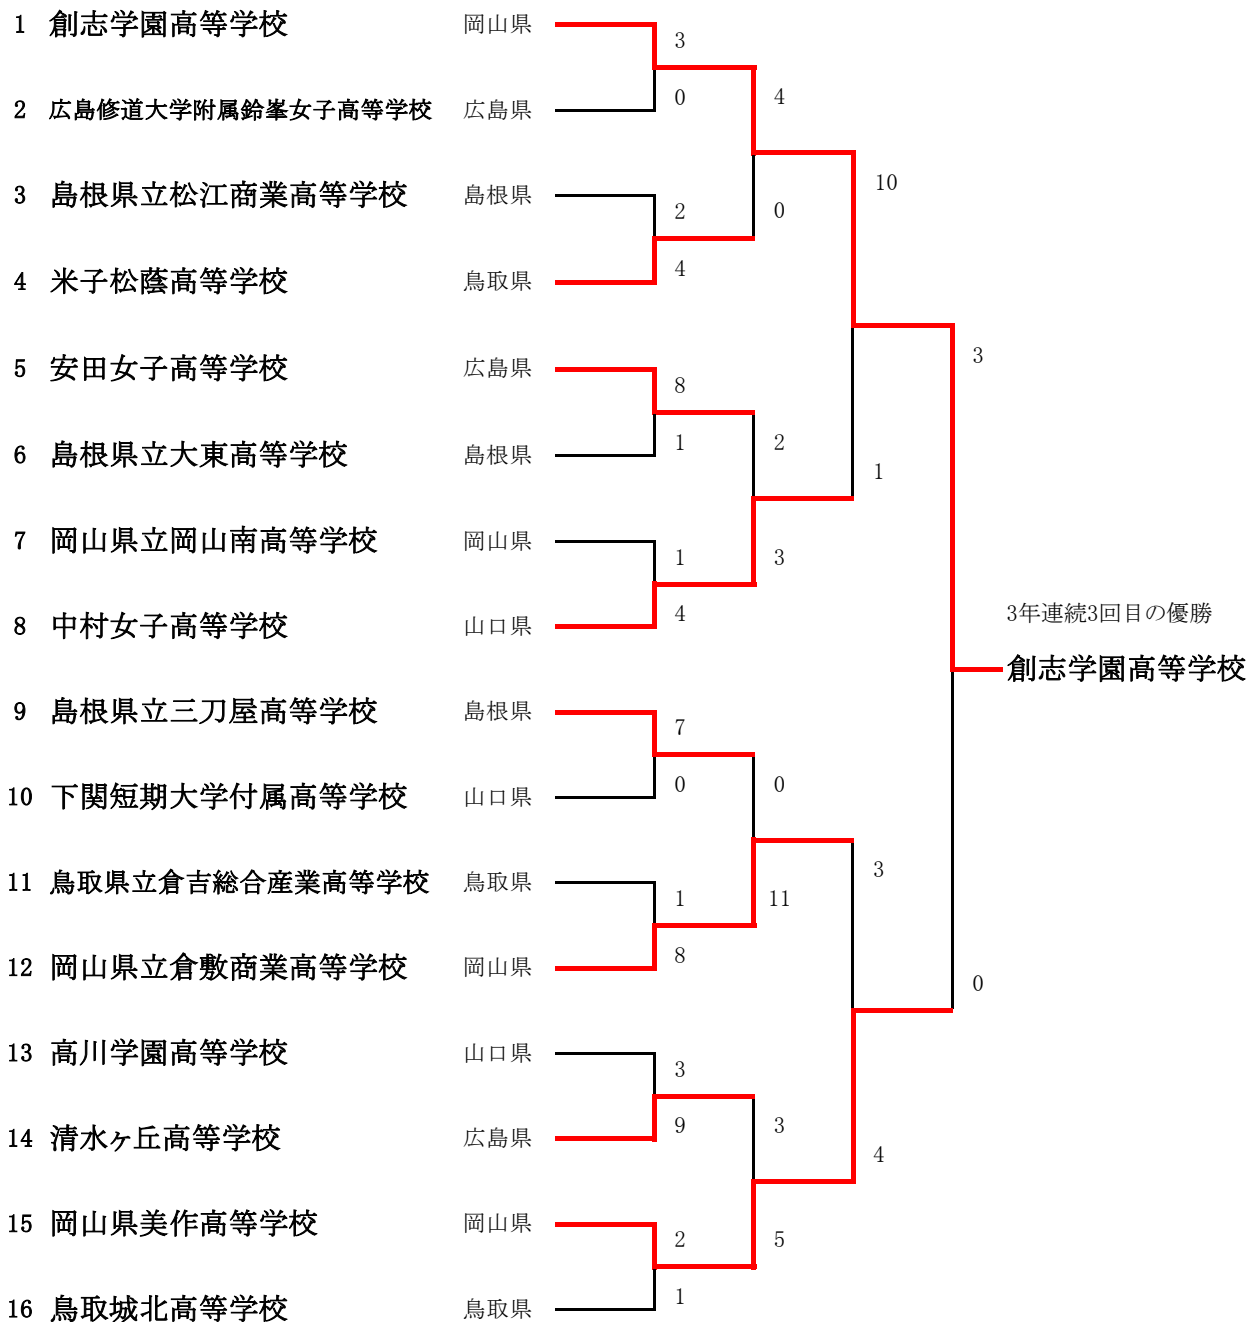 1 創志学園高等学校 岡山県
3
0
2 広島修道大学附属鈴峯女子高等学校 広島県
4
10
3 島根県立松江商業高等学校 島根県
2
0
4
4 米子松蔭高等学校 鳥取県
3
5 安田女子高等学校 広島県
8
1
2
6 島根県立大東高等学校 島根県
1
7 岡山県立岡山南高等学校 岡山県
1
3
4
8 中村女子高等学校 山口県
3年連続3回目の優勝
創志学園高等学校
9 島根県立三刀屋高等学校 島根県
7
0
0
10 下関短期大学付属高等学校 山口県
3
11 鳥取県立倉吉総合産業高等学校 鳥取県
1
11
8
12 岡山県立倉敷商業高等学校 岡山県
0
13 高川学園高等学校 山口県
3
9
3
14 清水ヶ丘高等学校 広島県
4
15 岡山県美作高等学校 岡山県
2
5
1
16 鳥取城北高等学校 鳥取県